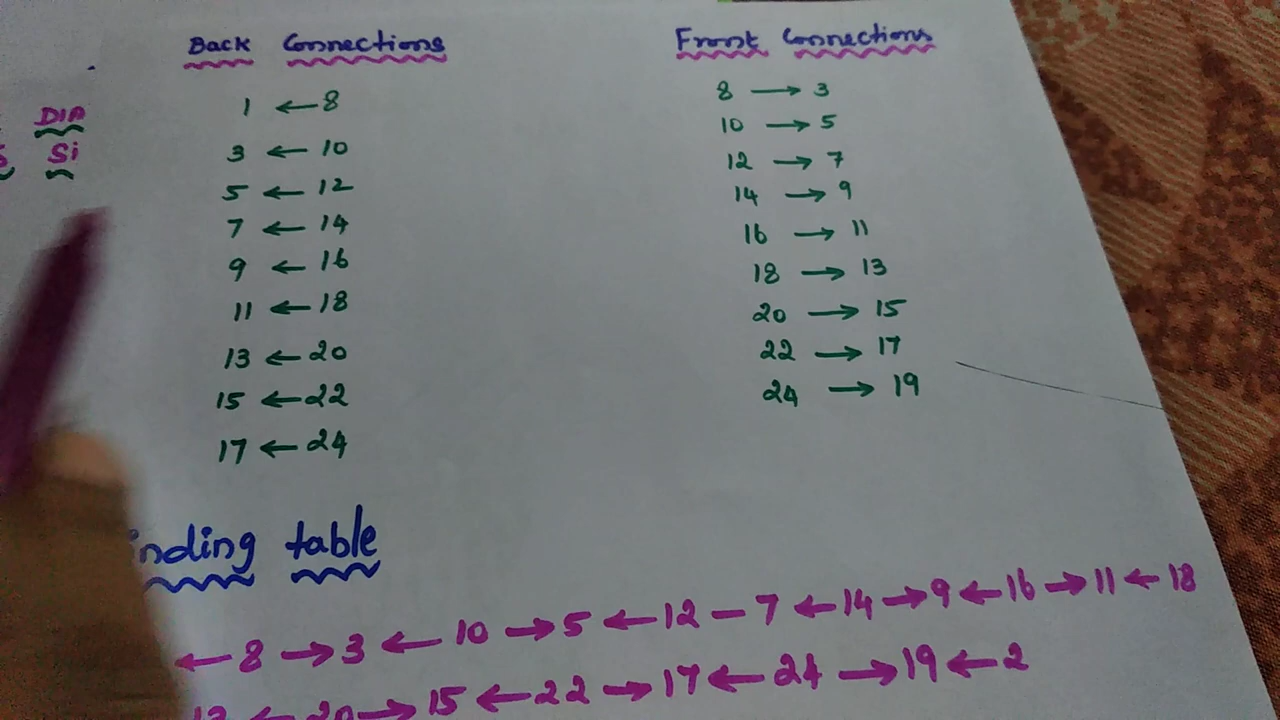 Back Connections
1 ← 8
3 ← 10
5 ← 12
7 ← 14
9 ← 16
11 ← 18
13 ← 20
15 ← 22
17 ← 24
Front Connections
8 → 3
10 → 5
12 → 7
14 → 9
16 → 11
18 → 13
20 → 15
22 → 17
24 → 19
DIA
Si
inding table
← 8 → 3 ← 10 → 5 ← 12 – 7 ← 14 → 9 ← 16 → 11 ← 18
13 ← 20 → 15 ← 22 → 17 ← 24 → 19 ← 2